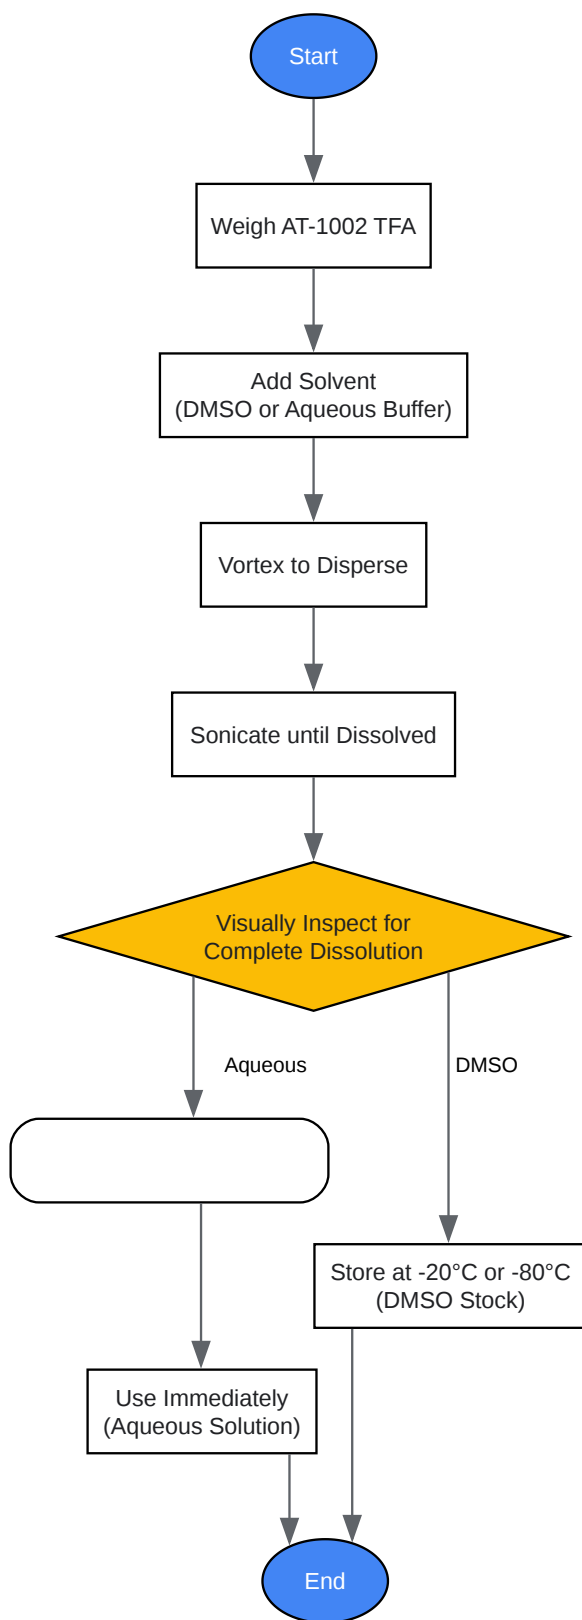 Start
Weigh AT-1002 TFA
Add Solvent
(DMSO or Aqueous Buffer)
Vortex to Disperse
Sonicate until Dissolved
Visually Inspect for
Complete Dissolution
Aqueous
DMSO
Store at -20°C or -80°C
(DMSO Stock)
Use Immediately
(Aqueous Solution)
End